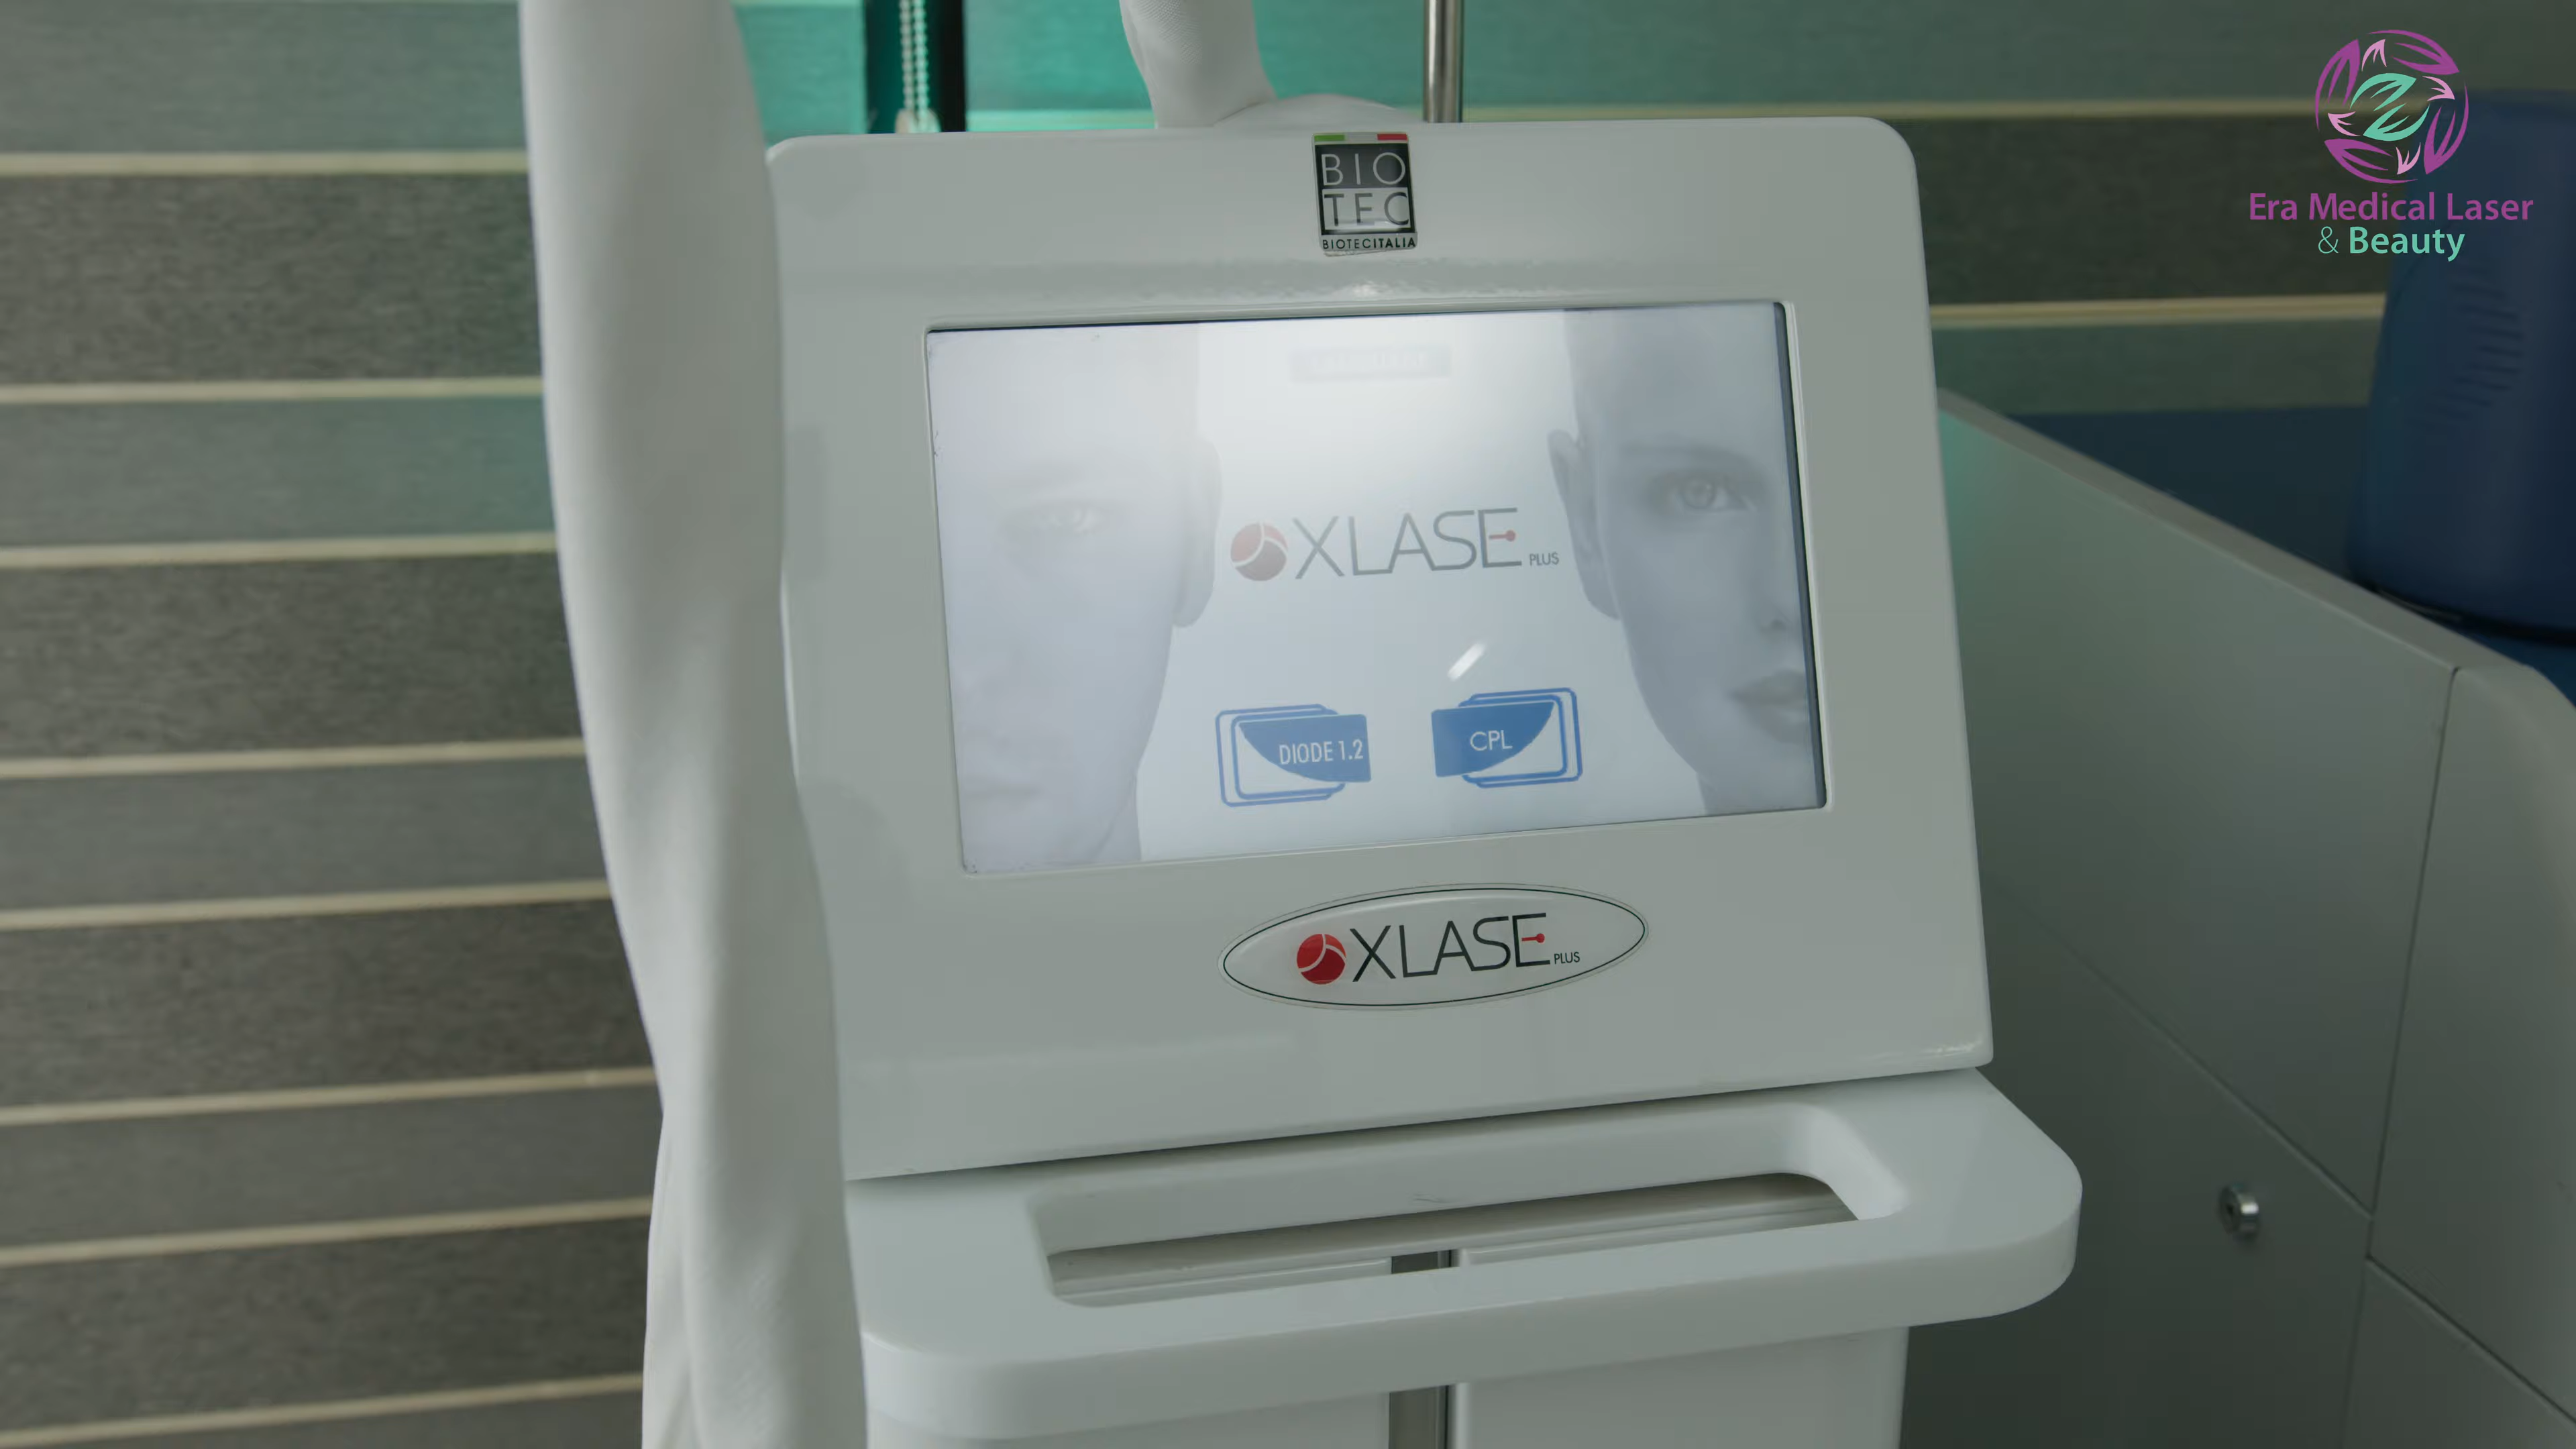 Era Medical Laser
& Beauty
BIO
TEC
BIOTECITALIA
XLASE PLUS
DIODE 1.2
CPL
XLASE PLUS